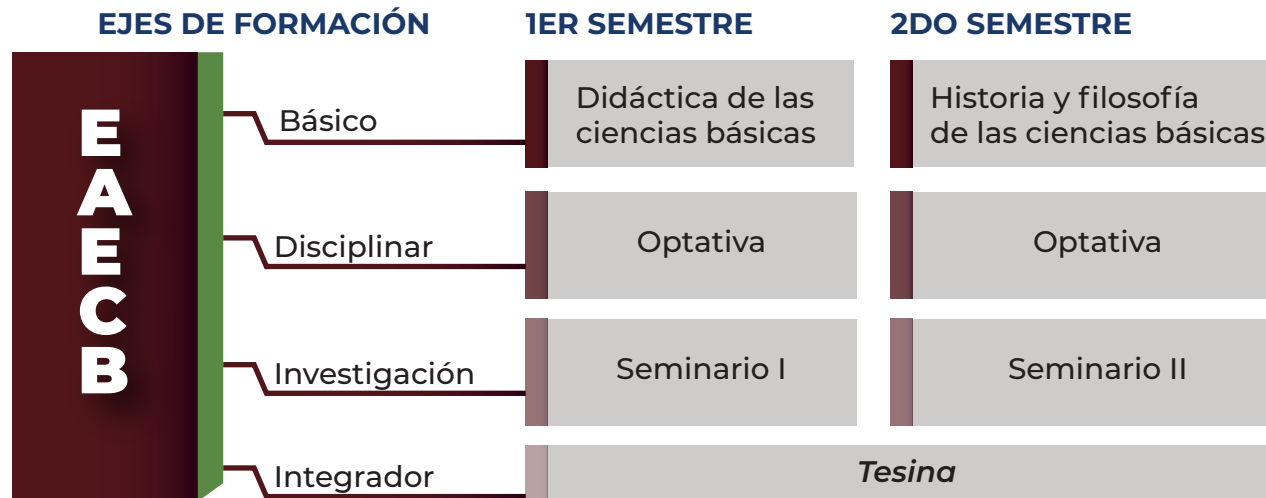 EJES DE FORMACIÓN 1ER SEMESTRE 2DO SEMESTRE
EAECB
Básico
Didáctica de las
ciencias básicas
Historia y filosofía
de las ciencias básicas
Disciplinar
Optativa
Optativa
Investigación
Seminario I
Seminario II
Integrador
Tesina